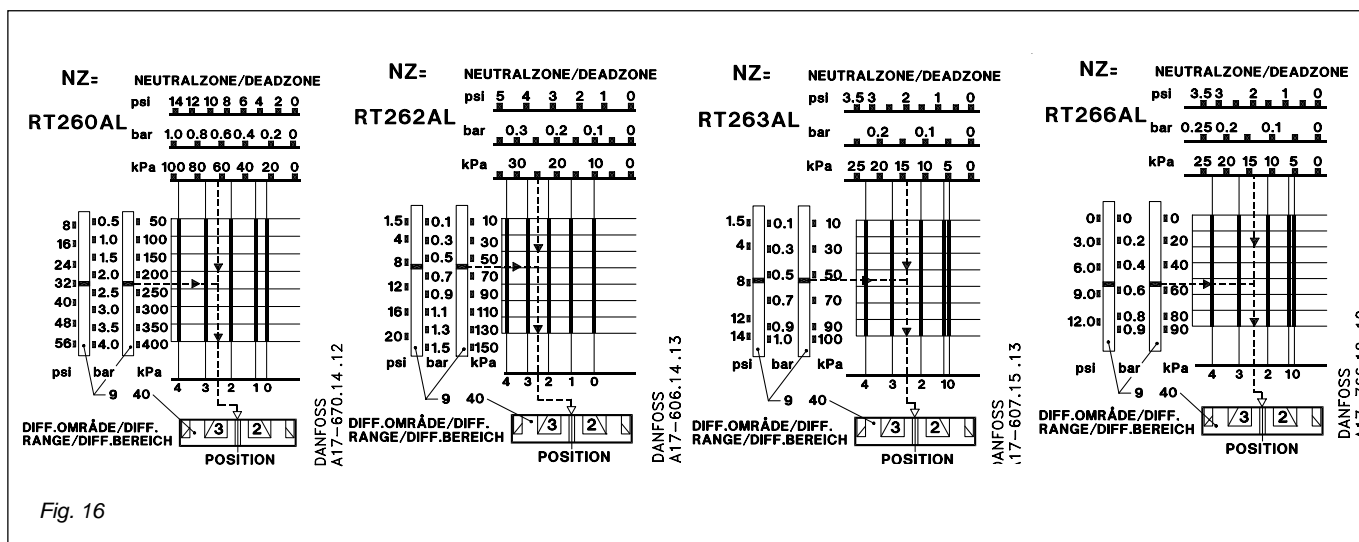 NZ=
NEUTRALZONE/DEADZONE
RT260AL
psi 14 12 10 8 6 4 2 0
bar 1.0 0.8 0.6 0.4 0.2 0
kPa 100 80 60 40 20 0
8 0.5 50
1.0 100
16
1.5 150
24
2.0 200
32
2.5 250
40
3.0 300
48
3.5 350
56 4.0 400
psi bar kPa
4 3 2 1 0
9 40
DIFF.OMRÅDE/DIFF.
RANGE/DIFF.BEREICH
3 2
POSITION
DANFOSS
A17-670.14.12
NZ=
NEUTRALZONE/DEADZONE
RT262AL
psi 5 4 3 2 1 0
bar 0.3 0.2 0.1 0
kPa 30 20 10 0
1.5 0.1 10
4 0.3 30
0.5 50
8
0.7 70
12 0.9 90
16 1.1 110
1.3 130
20
1.5 150
psi bar kPa
4 3 2 1 0
9 40
DIFF.OMRÅDE/DIFF.
RANGE/DIFF.BEREICH
3 2
POSITION
DANFOSS
A17-606.14.13
NZ=
NEUTRALZONE/DEADZONE
RT263AL
psi 3.5 3 2 1 0
bar 0.2 0.1 0
kPa 25 20 15 10 5 0
1.5 0.1 10
4 0.3 30
0.5 50
8
0.7 70
12 0.9 90
14 1.0 100
psi bar kPa
4 3 2 1 0
9 40
DIFF.OMRÅDE/DIFF.
RANGE/DIFF.BEREICH
3 2
POSITION
DANFOSS
A17-607.15.13
NZ=
NEUTRALZONE/DEADZONE
RT266AL
psi 3.5 3 2 1 0
bar 0.25 0.2 0.1 0
kPa 25 20 15 10 5 0
0 0 0
3.0 0.2 20
6.0 0.4 40
9.0 0.6 60
12.0 0.8 80
0.9 90
psi bar kPa
4 3 2 1 0
9 40
DIFF.OMRÅDE/DIFF.
RANGE/DIFF.BEREICH
3 2
POSITION
DANFOSS
Fig. 16